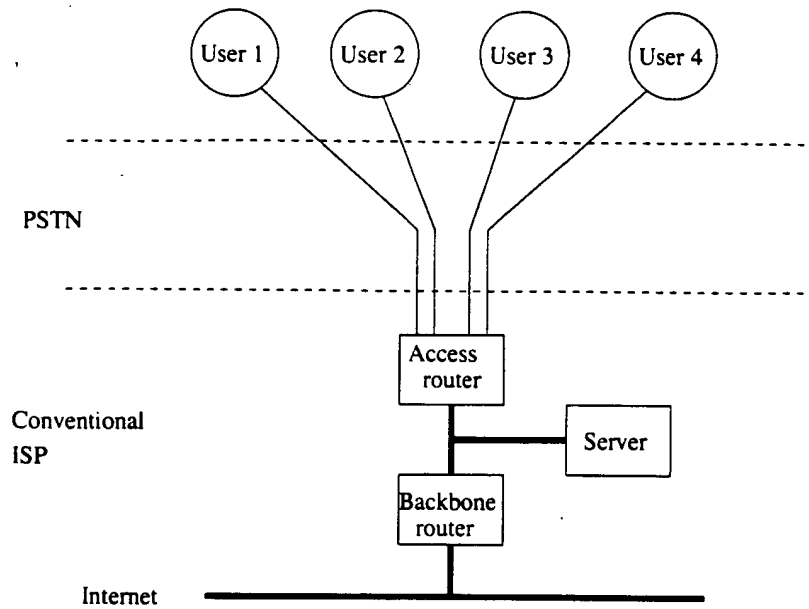 User 1
User 2
User 3
User 4
PSTN
Access
router
Conventional
ISP
Server
Backbone
router
Internet